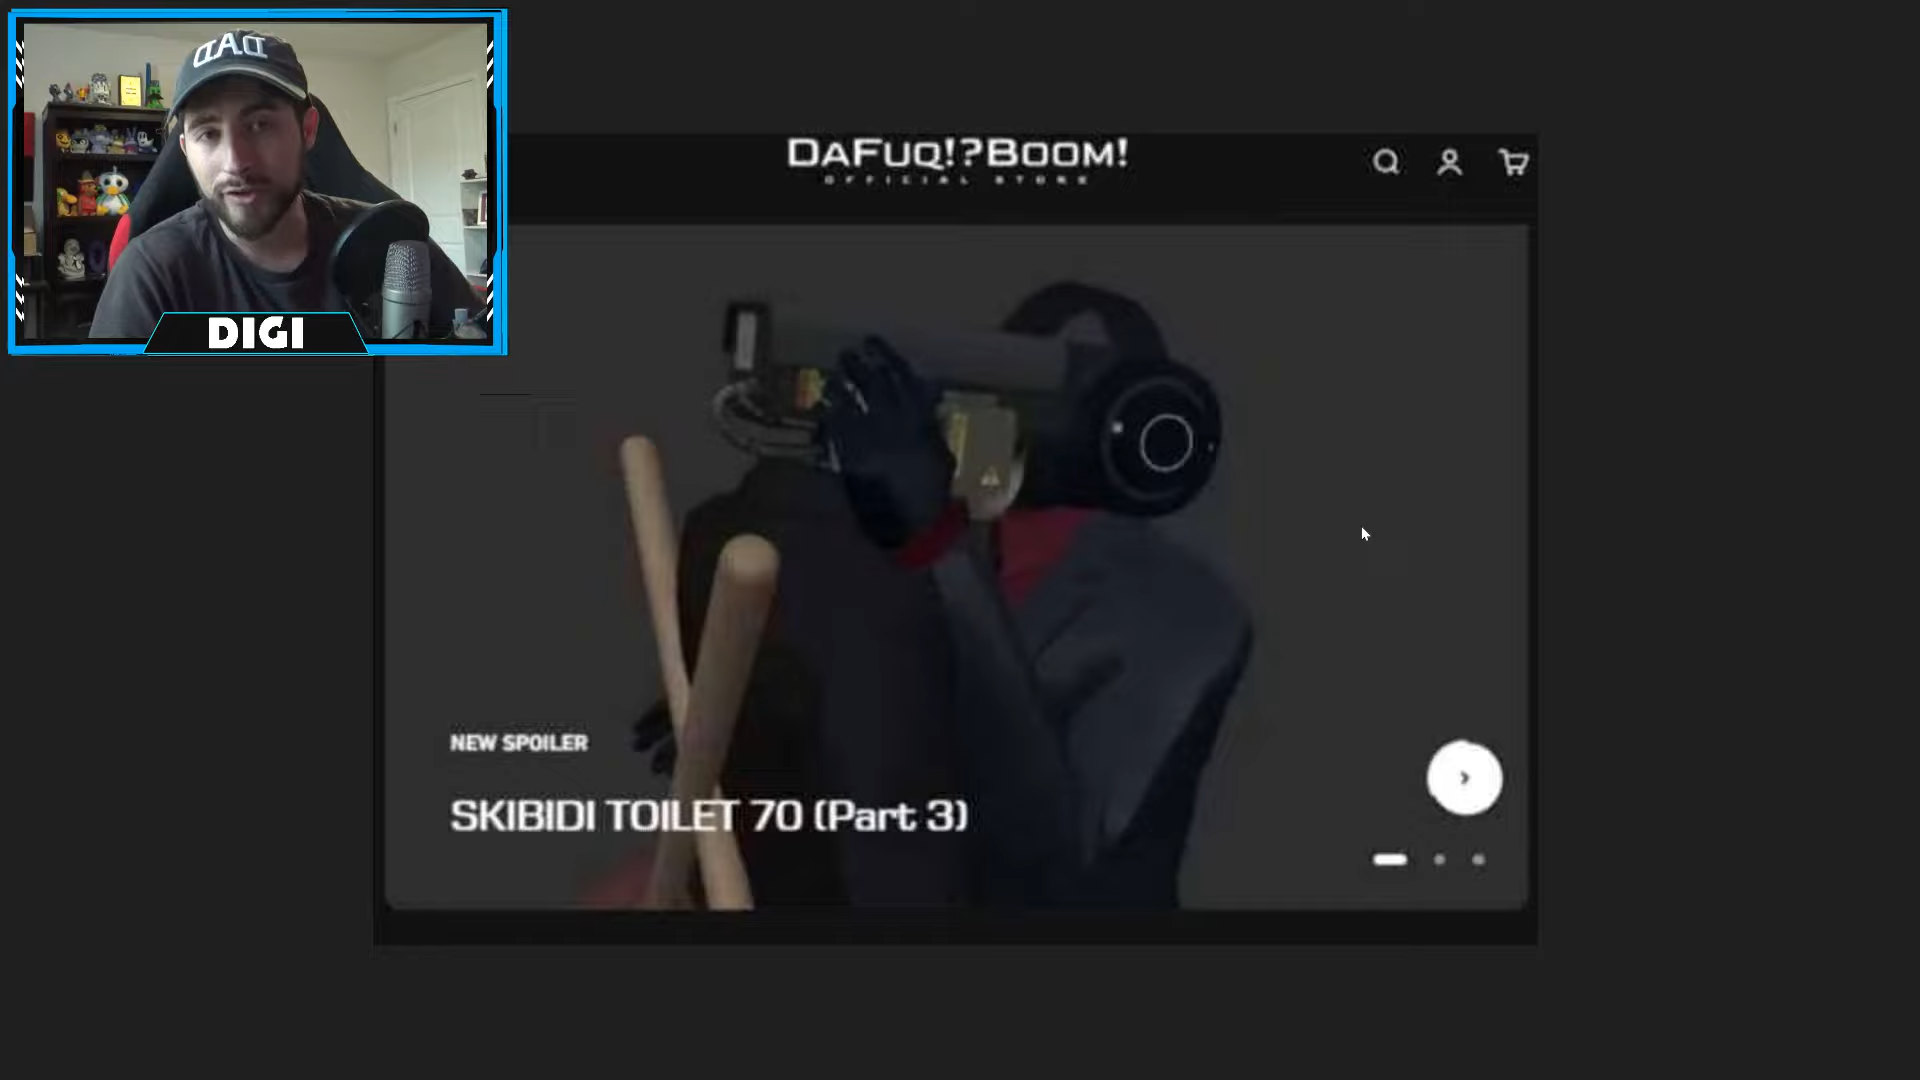 DAD
DIGI
DAFUQ!?BOOM!
OFFICIAL STORE
NEW SPOILER
SKIBIDI TOILET 70 (Part 3)